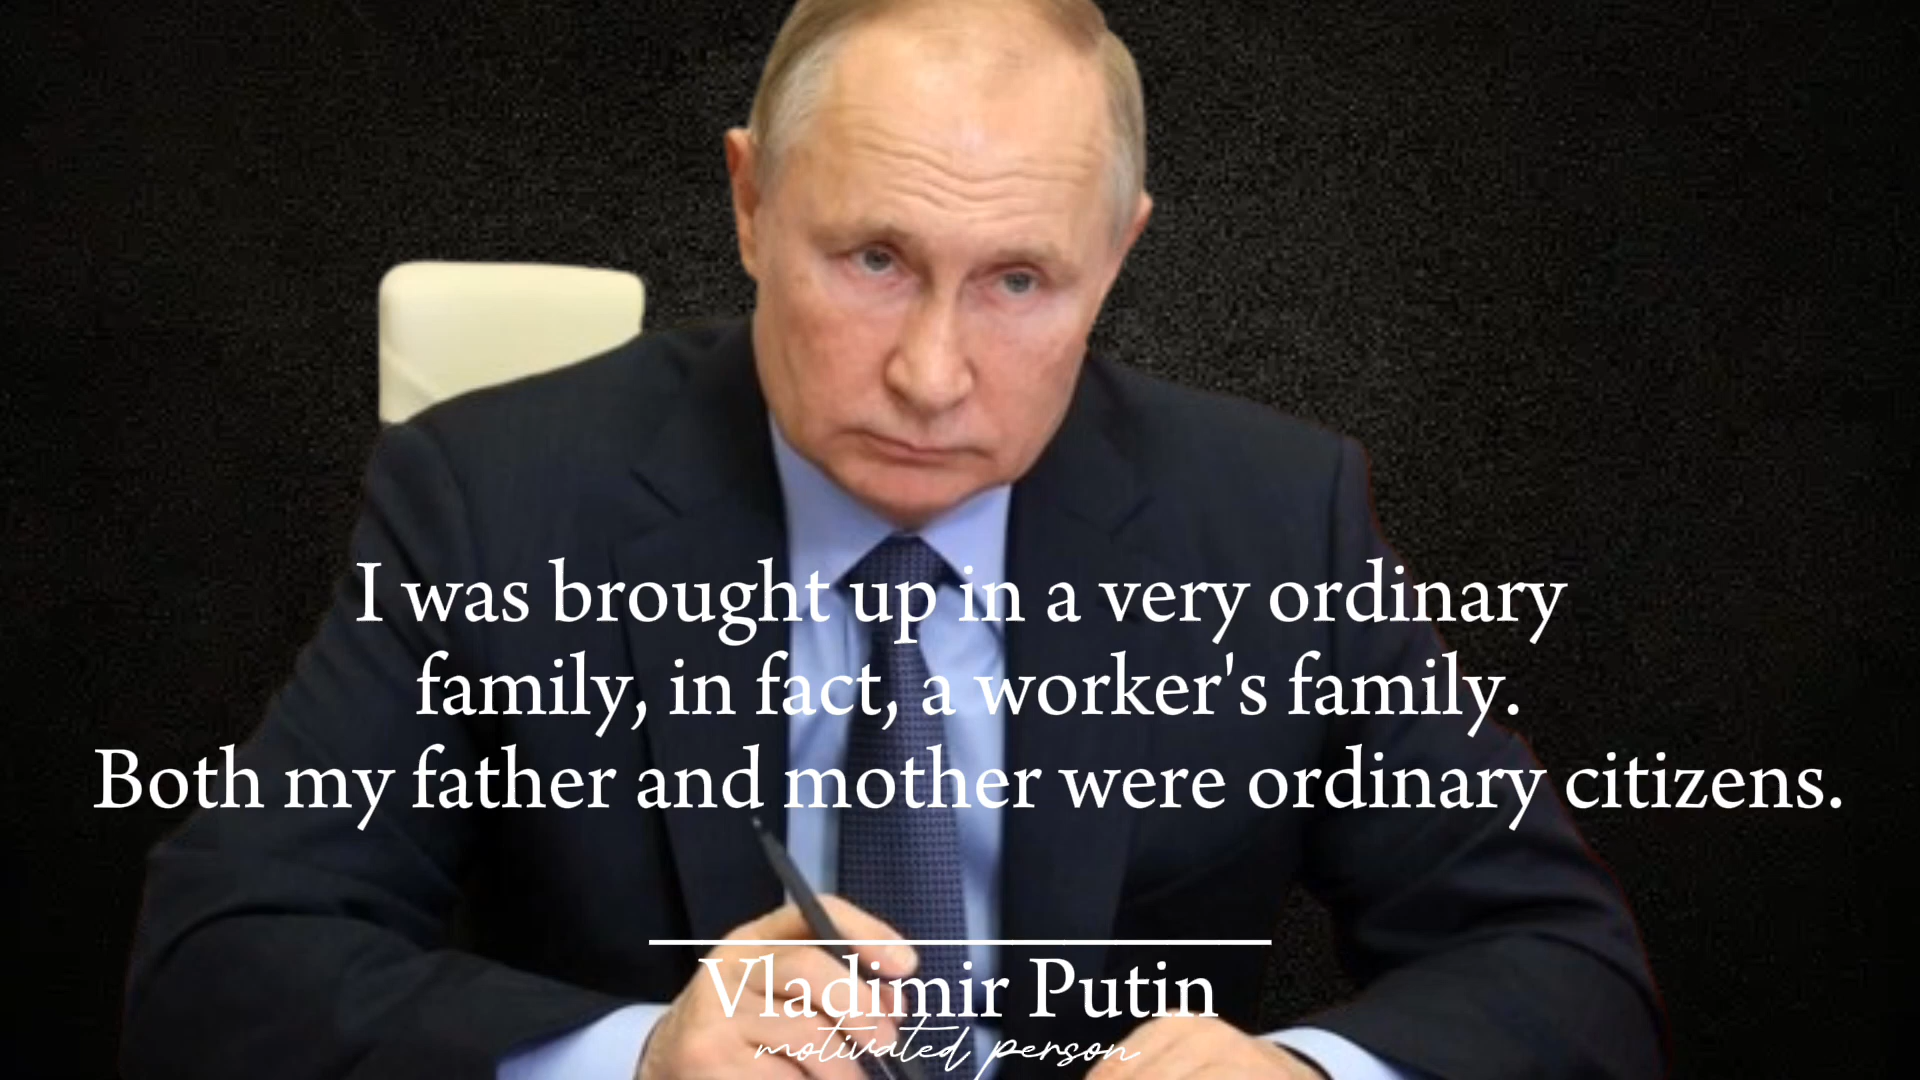 I was brought up in a very ordinary
family, in fact, a worker's family.
Both my father and mother were ordinary citizens.
Vladimir Putin
motivated person